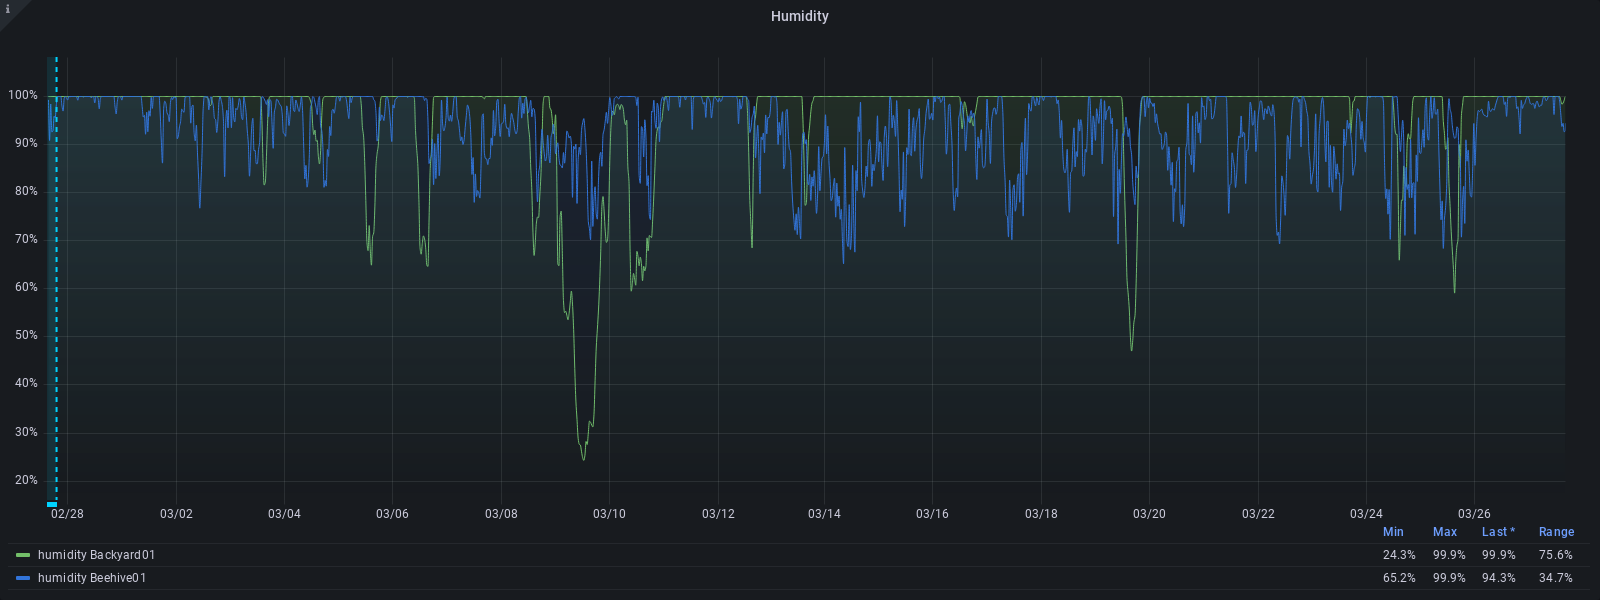 i
Humidity
100%
90%
80%
70%
60%
50%
40%
30%
20%
02/28 03/02 03/04 03/06 03/08 03/10 03/12 03/14 03/16 03/18 03/20 03/22 03/24 03/26
Min Max Last * Range
humidity Backyard01 24.3% 99.9% 99.9% 75.6%
humidity Beehive01 65.2% 99.9% 94.3% 34.7%